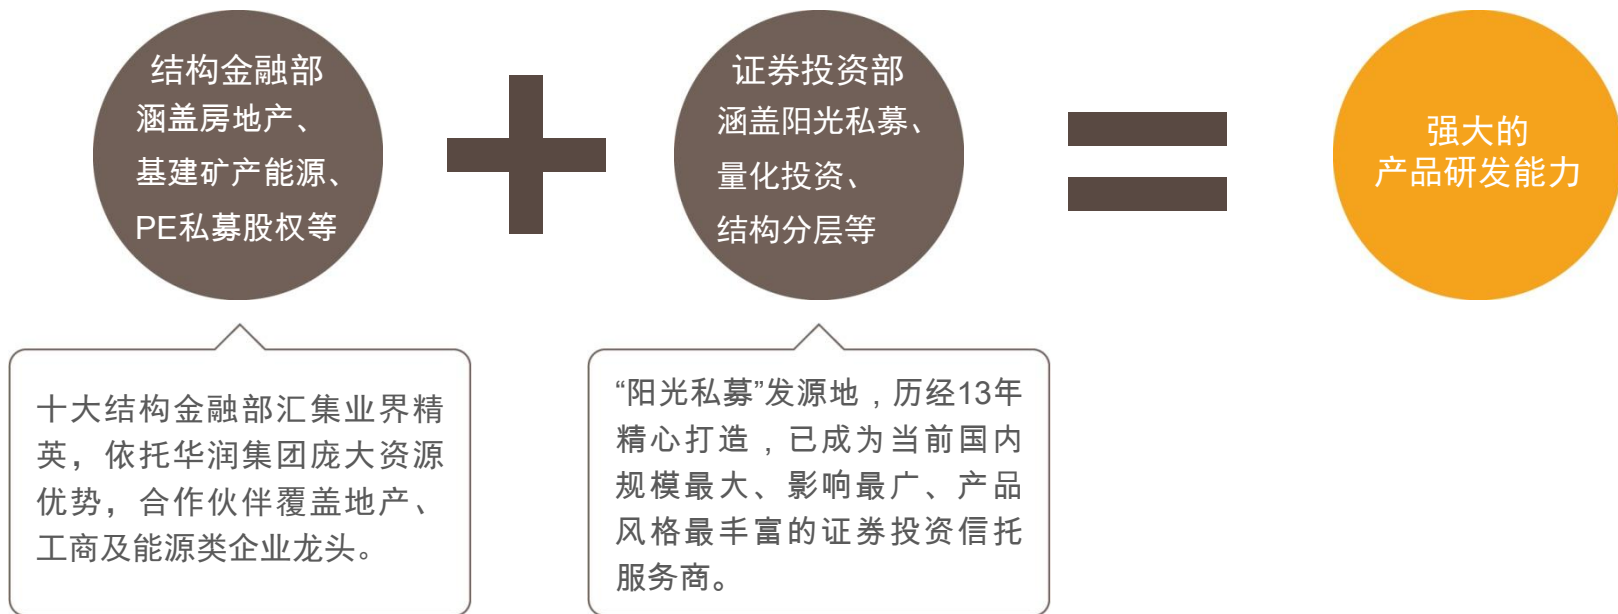 结构金融部
涵盖房地产、
基建矿产能源、
PE私募股权等
证券投资部
涵盖阳光私募、
量化投资、
结构分层等
强大的
产品研发能力
十大结构金融部汇集业界精
英，依托华润集团庞大资源
优势，合作伙伴覆盖地产、
工商及能源类企业龙头。
“阳光私募”发源地，历经13年
精心打造，已成为当前国内
规模最大、影响最广、产品
风格最丰富的证券投资信托
服务商。